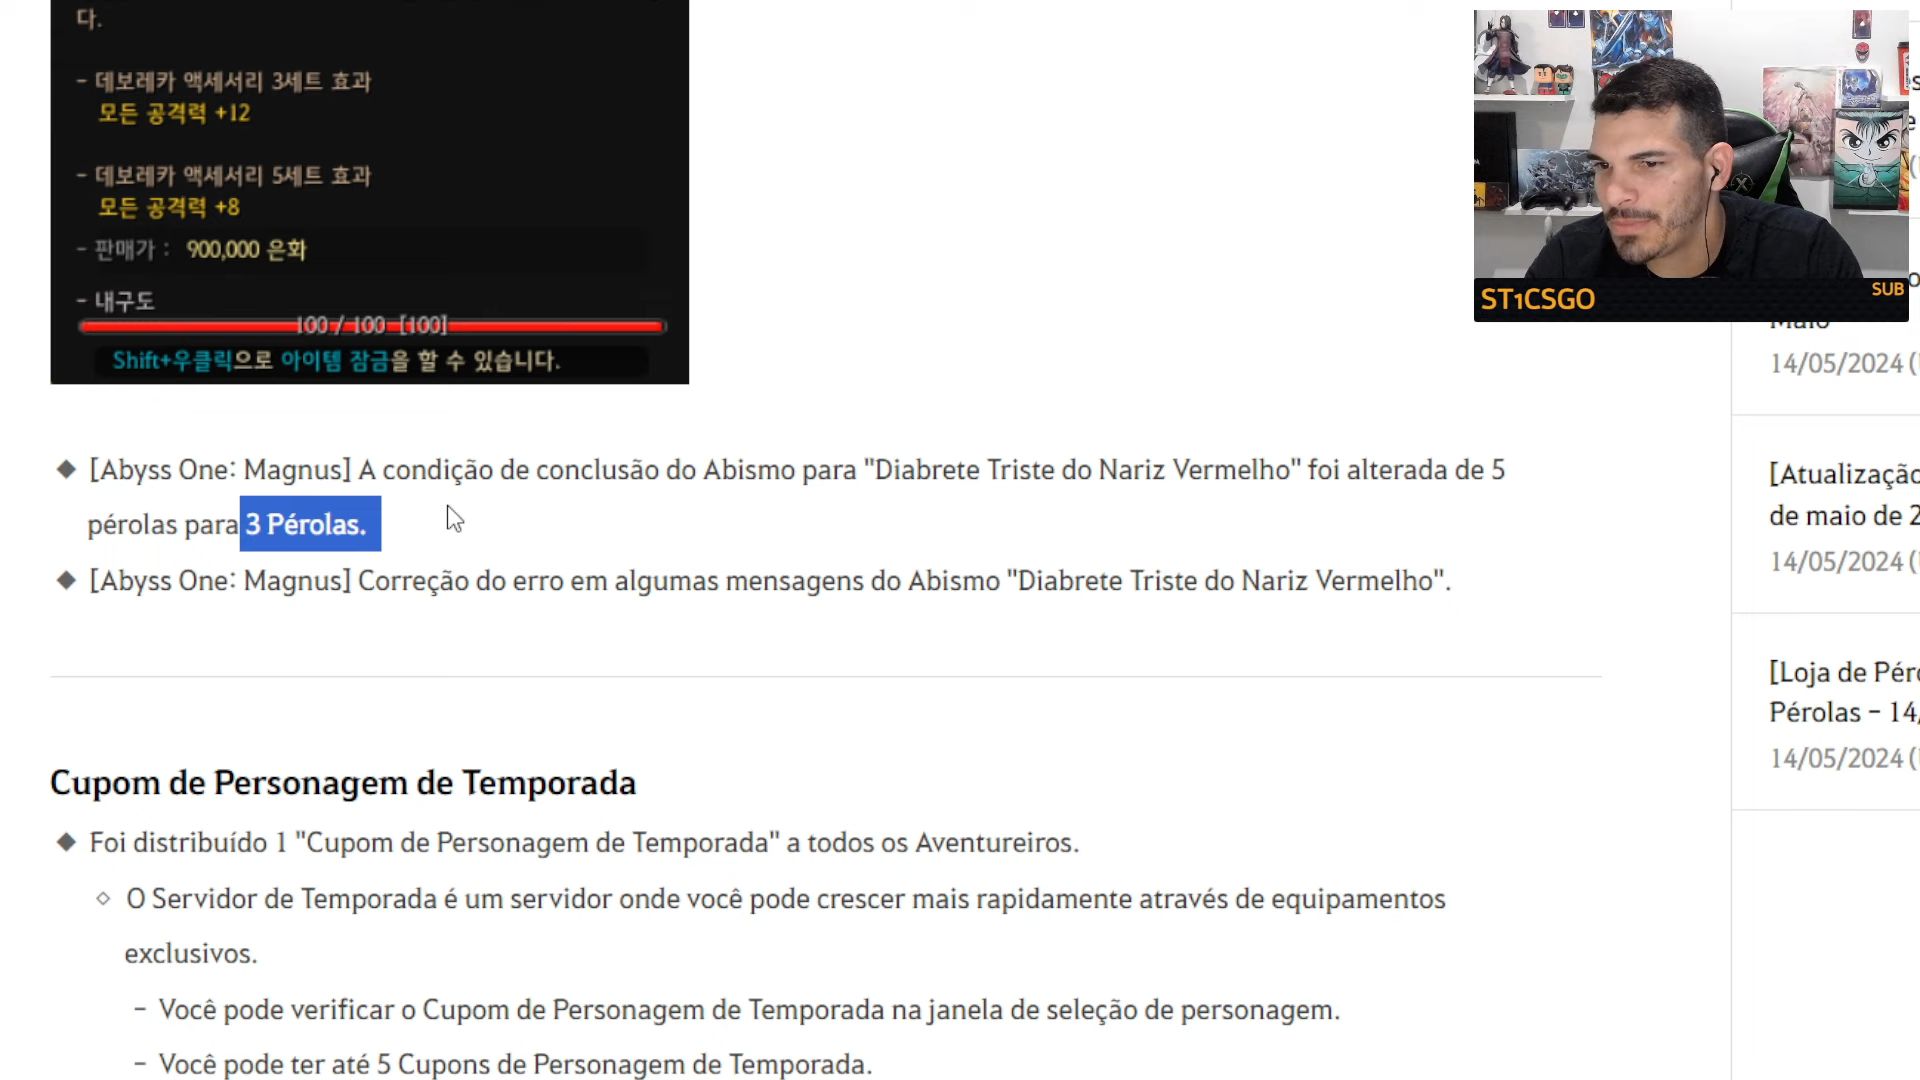 다.
- 데보레카 액세서리 3세트 효과
모든 공격력 +12
- 데보레카 액세서리 5세트 효과
모든 공격력 +8
- 판매가 : 900,000 은화
- 내구도
100 / 100 [100]
Shift+우클릭으로 아이템 잠금을 할 수 있습니다.
ST1CSGO
SUB
◆ [Abyss One: Magnus] A condição de conclusão do Abismo para "Diabrete Triste do Nariz Vermelho" foi alterada de 5
pérolas para 3 Pérolas.
◆ [Abyss One: Magnus] Correção do erro em algumas mensagens do Abismo "Diabrete Triste do Nariz Vermelho".
Cupom de Personagem de Temporada
◆ Foi distribuído 1 "Cupom de Personagem de Temporada" a todos os Aventureiros.
◇ O Servidor de Temporada é um servidor onde você pode crescer mais rapidamente através de equipamentos
exclusivos.
- Você pode verificar o Cupom de Personagem de Temporada na janela de seleção de personagem.
- Você pode ter até 5 Cupons de Personagem de Temporada.
Maio
14/05/2024 (
[Atualização
de maio de 2
14/05/2024 (
[Loja de Péro
Pérolas – 14/
14/05/2024 (